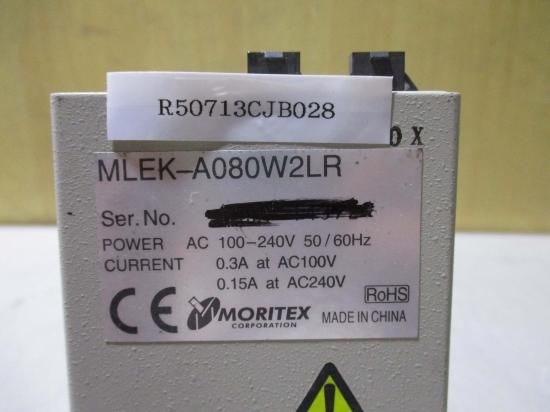 R50713CJB028
OX
MLEK-A080W2LR
Ser.No.
POWER AC 100-240V 50/60Hz
CURRENT 0.3A at AC100V
0.15A at AC240V
CE MORITEX CORPORATION
RoHS
MADE IN CHINA